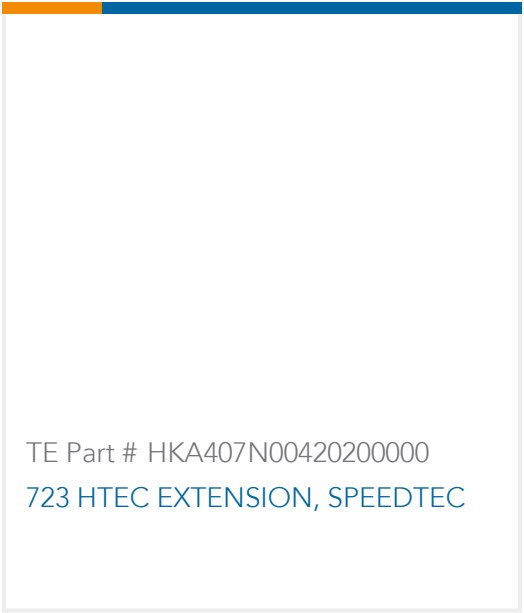 TE Part # HKA407N00420200000
723 HTEC EXTENSION, SPEEDTEC